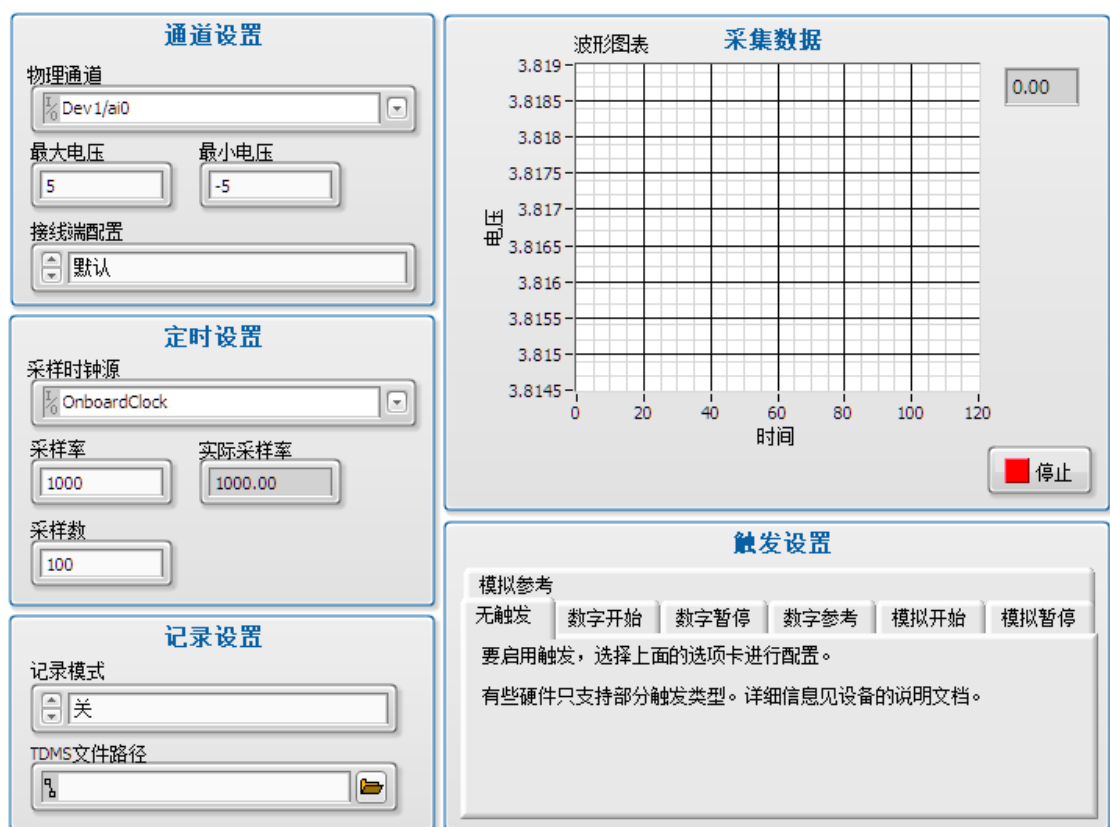 通道设置
物理通道
I/O Dev1/ai0
最大电压 最小电压
5 -5
接线端配置
默认
定时设置
采样时钟源
I/O OnboardClock
采样率 实际采样率
1000 1000.00
采样数
100
记录设置
记录模式
关
TDMS文件路径
波形图表 采集数据
0.00
3.819
3.8185
3.818
3.8175
3.817
3.8165
3.816
3.8155
3.815
3.8145
电压
0 20 40 60 80 100 120
时间
停止
触发设置
模拟参考
无触发 数字开始 数字暂停 数字参考 模拟开始 模拟暂停
要启用触发，选择上面的选项卡进行配置。
有些硬件只支持部分触发类型。详细信息见设备的说明文档。